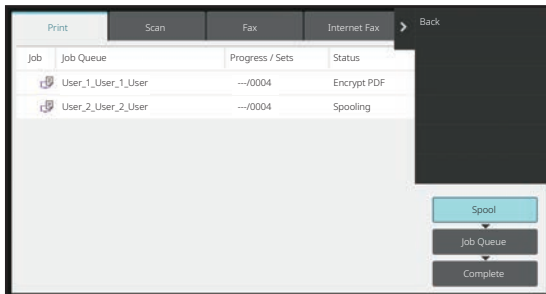 Print Scan Fax Internet Fax > Back
Job Job Queue Progress / Sets Status
User_1_User_1_User ---/0004 Encrypt PDF
User_2_User_2_User ---/0004 Spooling
Spool
Job Queue
Complete